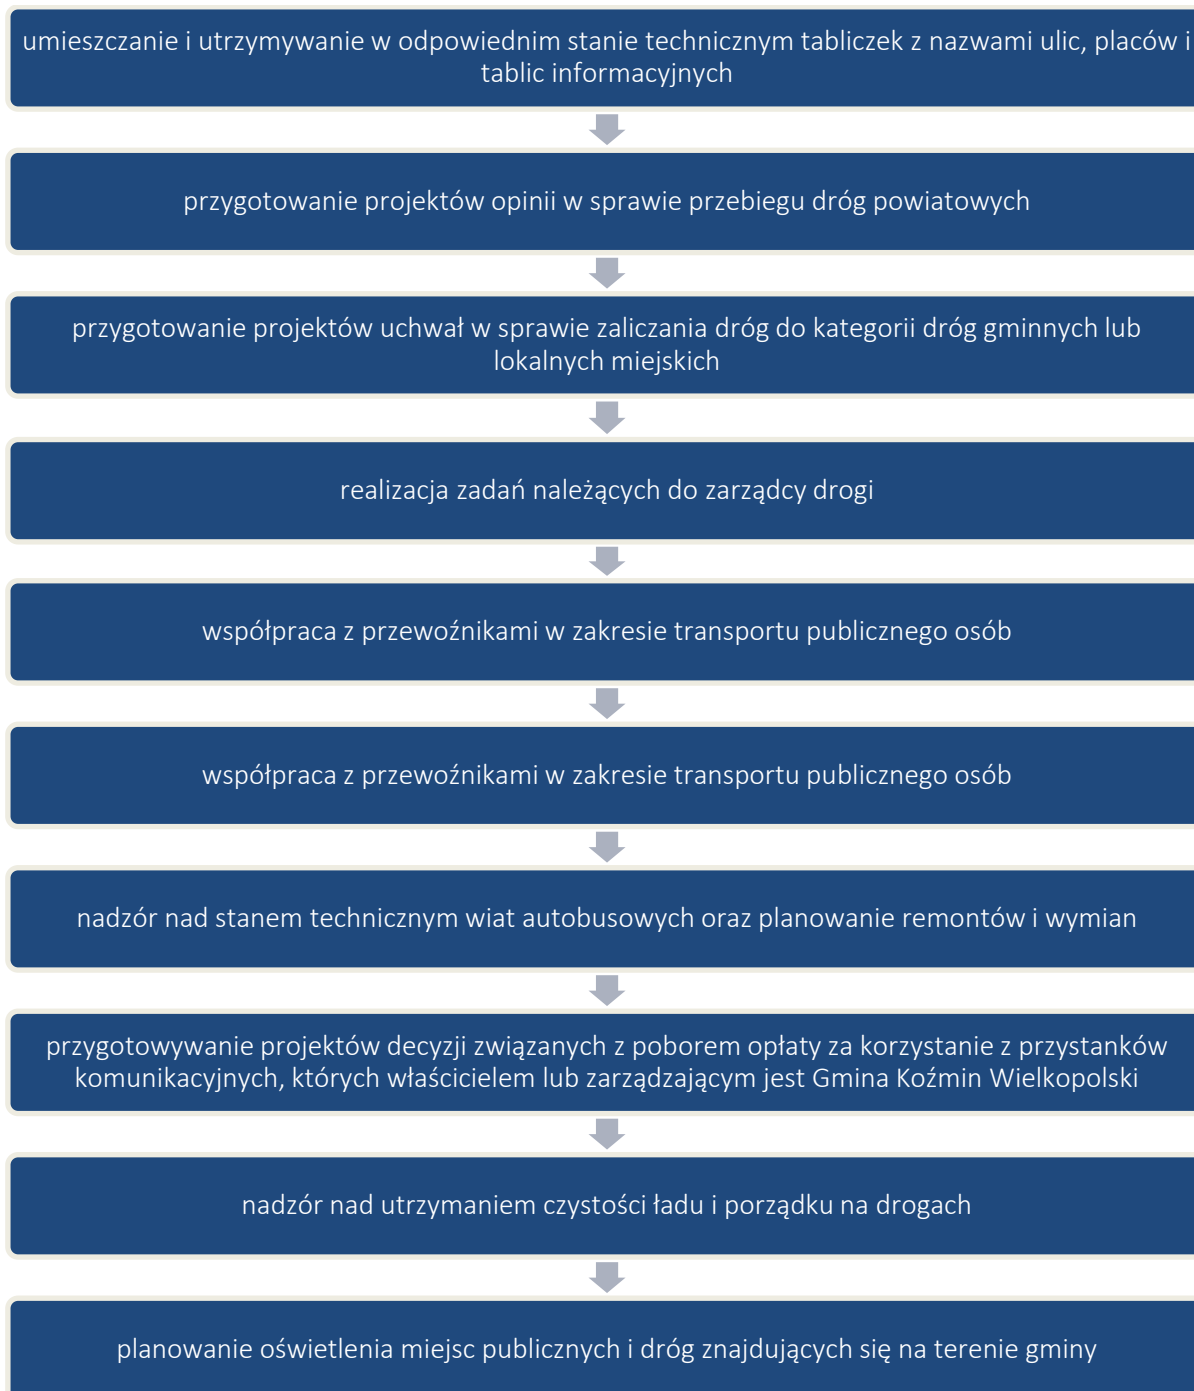 umieszczanie i utrzymywanie w odpowiednim stanie technicznym tabliczek z nazwami ulic, placów i
tablic informacyjnych
przygotowanie projektów opinii w sprawie przebiegu dróg powiatowych
przygotowanie projektów uchwał w sprawie zaliczania dróg do kategorii dróg gminnych lub
lokalnych miejskich
realizacja zadań należących do zarządcy drogi
współpraca z przewoźnikami w zakresie transportu publicznego osób
współpraca z przewoźnikami w zakresie transportu publicznego osób
nadzór nad stanem technicznym wiat autobusowych oraz planowanie remontów i wymian
przygotowywanie projektów decyzji związanych z poborem opłaty za korzystanie z przystanków
komunikacyjnych, których właścicielem lub zarządzającym jest Gmina Koźmin Wielkopolski
nadzór nad utrzymaniem czystości ładu i porządku na drogach
planowanie oświetlenia miejsc publicznych i dróg znajdujących się na terenie gminy